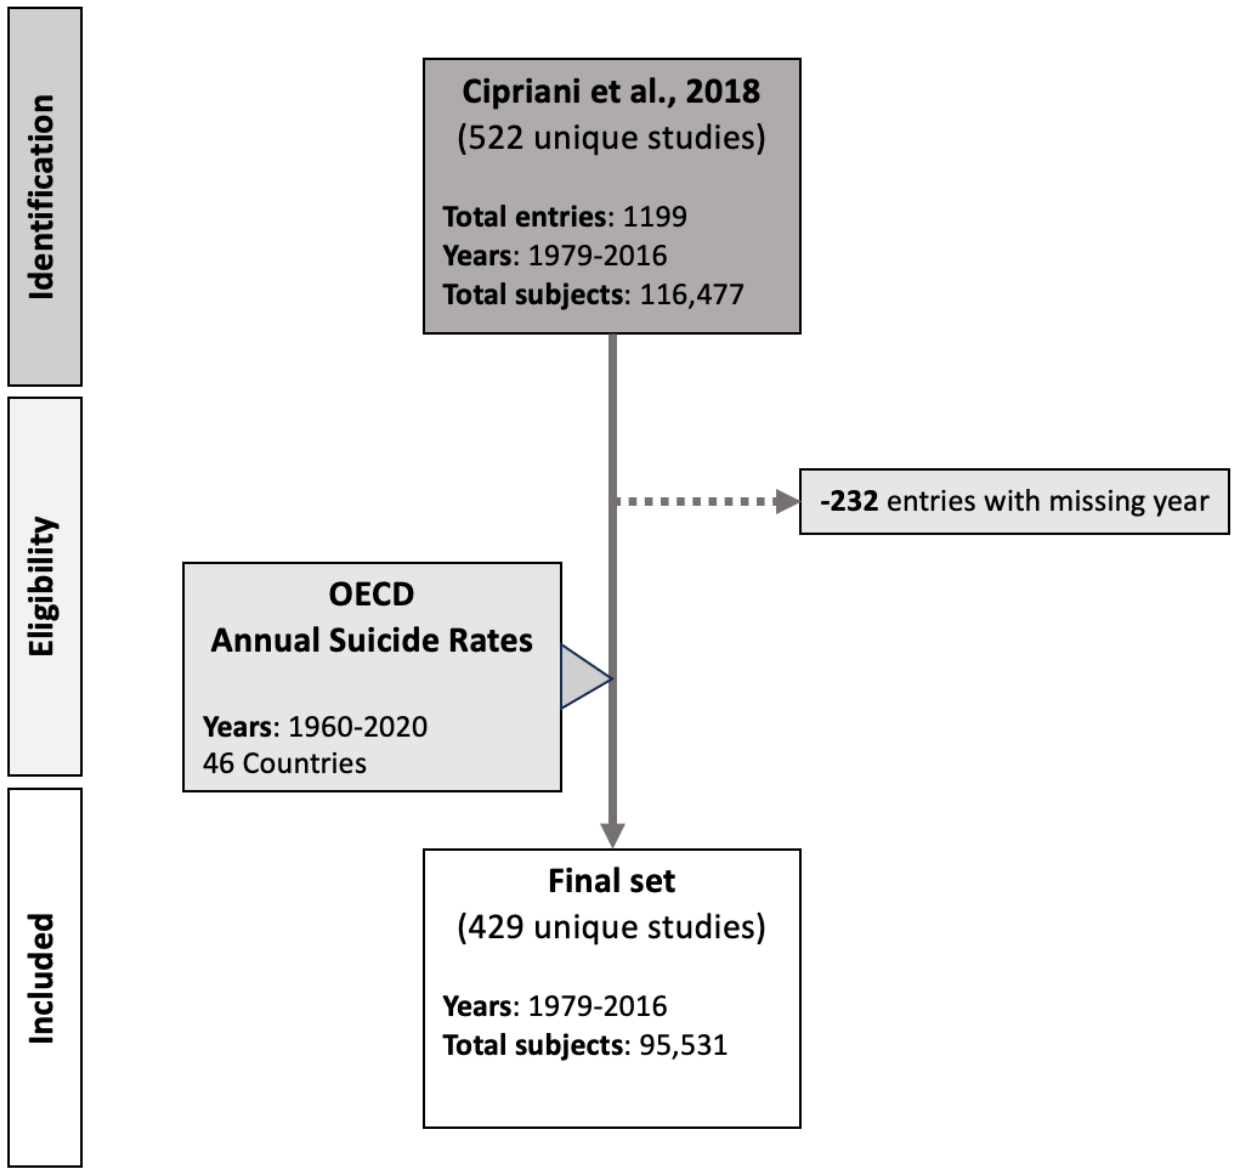 Identification
Cipriani et al., 2018
(522 unique studies)
Total entries: 1199
Years: 1979-2016
Total subjects: 116,477
Eligibility
-232 entries with missing year
OECD
Annual Suicide Rates
Years: 1960-2020
46 Countries
Included
Final set
(429 unique studies)
Years: 1979-2016
Total subjects: 95,531